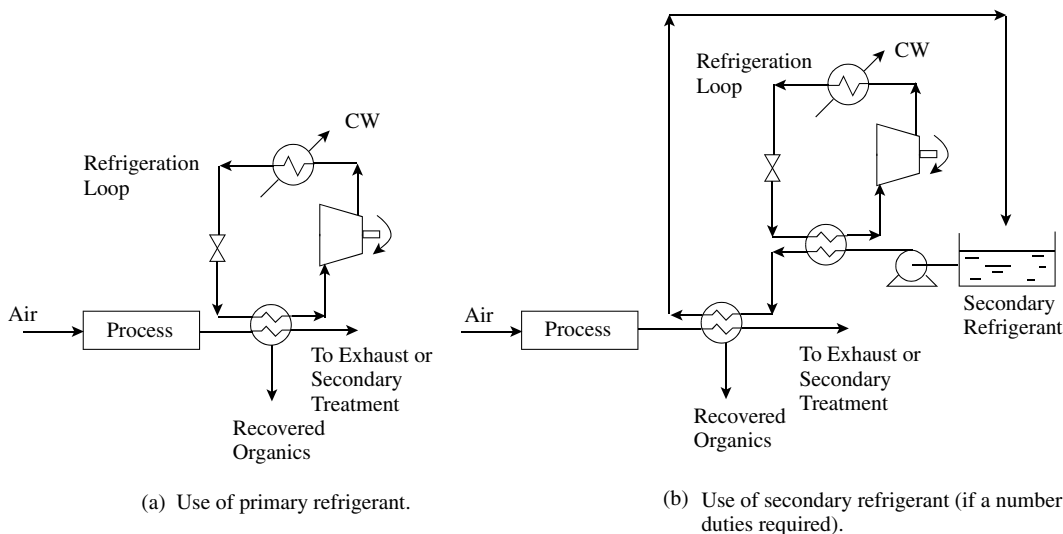 CW
Refrigeration
Loop
Air
Process
To Exhaust or
Secondary
Treatment
Recovered
Organics
(a) Use of primary refrigerant.
CW
Refrigeration
Loop
Secondary
Refrigerant
Air
Process
To Exhaust or
Secondary
Treatment
Recovered
Organics
(b) Use of secondary refrigerant (if a number
duties required).